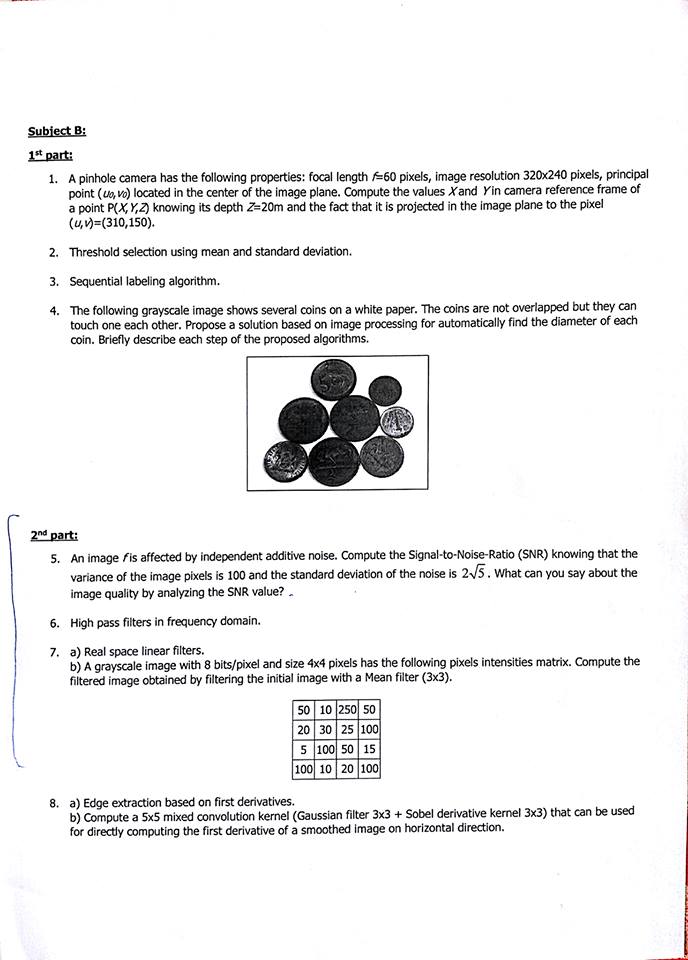 Subject B:
1st part:
1. A pinhole camera has the following properties: focal length f=60 pixels, image resolution 320x240 pixels, principal
point (u0, v0) located in the center of the image plane. Compute the values X and Y in camera reference frame of
a point P(X,Y,Z) knowing its depth Z=20m and the fact that it is projected in the image plane to the pixel
(u,v)=(310,150).
2. Threshold selection using mean and standard deviation.
3. Sequential labeling algorithm.
4. The following grayscale image shows several coins on a white paper. The coins are not overlapped but they can
touch one each other. Propose a solution based on image processing for automatically find the diameter of each
coin. Briefly describe each step of the proposed algorithms.
2nd part:
5. An image f is affected by independent additive noise. Compute the Signal-to-Noise-Ratio (SNR) knowing that the
variance of the image pixels is 100 and the standard deviation of the noise is 2√5. What can you say about the
image quality by analyzing the SNR value?
6. High pass filters in frequency domain.
7. a) Real space linear filters.
b) A grayscale image with 8 bits/pixel and size 4x4 pixels has the following pixels intensities matrix. Compute the
filtered image obtained by filtering the initial image with a Mean filter (3x3).
50 10 250 50
20 30 25 100
5 100 50 15
100 10 20 100
8. a) Edge extraction based on first derivatives.
b) Compute a 5x5 mixed convolution kernel (Gaussian filter 3x3 + Sobel derivative kernel 3x3) that can be used
for directly computing the first derivative of a smoothed image on horizontal direction.